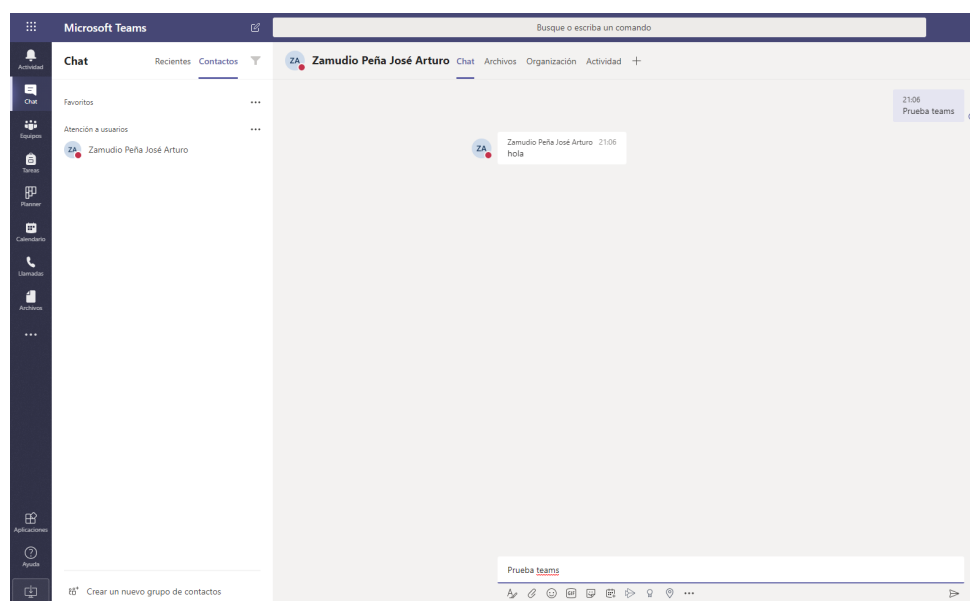 Microsoft Teams
Busque o escriba un comando
Actividad
Chat
Equipos
Tareas
Planner
Calendario
Llamadas
Archivos
Aplicaciones
Ayuda
Chat
Recientes Contactos
Favoritos
Atención a usuarios
ZA Zamudio Peña José Arturo
Crear un nuevo grupo de contactos
ZA Zamudio Peña José Arturo Chat Archivos Organización Actividad
21:06
Prueba teams
ZA Zamudio Peña José Arturo 21:06
hola
Prueba teams
GIF